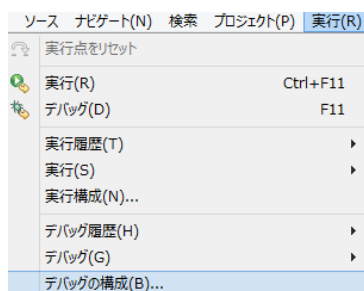 ソース ナビゲート(N) 検索 プロジェクト(P) 実行(R)
実行点をリセット
実行(R) Ctrl+F11
デバッグ(D) F11
実行履歴(T)
実行(S)
実行構成(N)...
デバッグ履歴(H)
デバッグ(G)
デバッグの構成(B)...